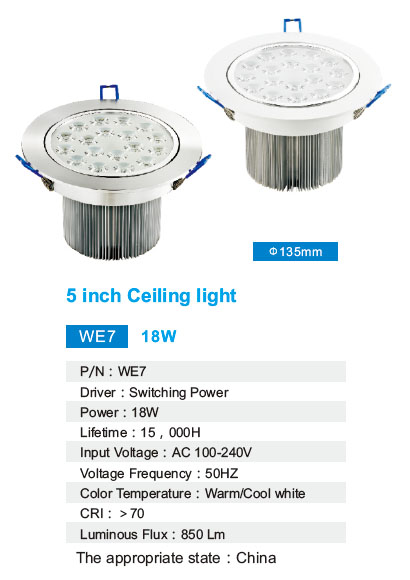 Φ135mm
5 inch Ceiling light
WE7 18W
P/N：WE7
Driver：Switching Power
Power：18W
Lifetime：15，000H
Input Voltage：AC 100-240V
Voltage Frequency：50HZ
Color Temperature：Warm/Cool white
CRI：＞70
Luminous Flux：850 Lm
The appropriate state：China